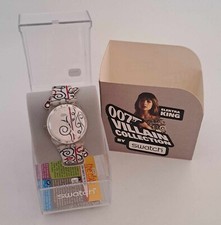 ELEKTRA
KING
007
VILLAIN
COLLECTION
BY swatch
swatch